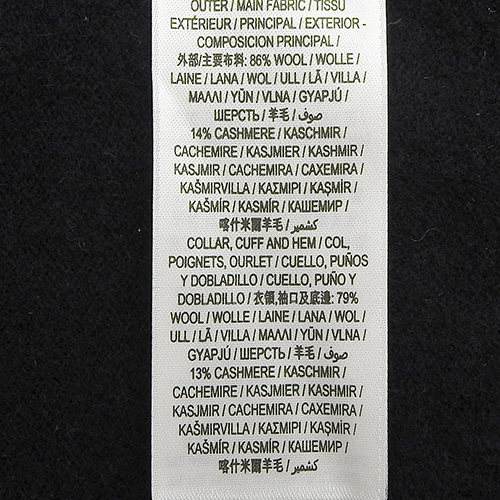 OUTER / MAIN FABRIC / TISSU
EXTÉRIEUR / PRINCIPAL / EXTERIOR -
COMPOSICION PRINCIPAL /
外部/主要布料: 86% WOOL / WOLLE /
LAINE / LANA / WOL / ULL / LÃ / VILLA /
ΜΑΛΛΙ / YÜN / VLNA / GYAPJÚ /
ШЕРСТЬ / 羊毛 / صوف /
14% CASHMERE / KASCHMIR /
CACHEMIRE / KASJMIER / KASHMIR /
KASJMIR / CACHEMIRA / CAXEMIRA /
KAŠMIRVILLA / ΚΑΣΜΙΡΙ / KAŞMİR /
KAŠMÍR / KASMÍR / КАШЕМИР /
喀什米爾羊毛 / كشمير /
COLLAR, CUFF AND HEM / COL,
POIGNETS, OURLET / CUELLO, PUÑOS
Y DOBLADILLO / CUELLO, PUÑO Y
DOBLADILLO / 衣領,袖口及底邊: 79%
WOOL / WOLLE / LAINE / LANA / WOL /
ULL / LÃ / VILLA / ΜΑΛΛΙ / YÜN / VLNA /
GYAPJÚ / ШЕРСТЬ / 羊毛 / صوف /
13% CASHMERE / KASCHMIR /
CACHEMIRE / KASJMIER / KASHMIR /
KASJMIR / CACHEMIRA / CAXEMIRA /
KAŠMIRVILLA / ΚΑΣΜΙΡΙ / KAŞMİR /
KAŠMÍR / KASMÍR / КАШЕМИР /
喀什米爾羊毛 / كشمير /